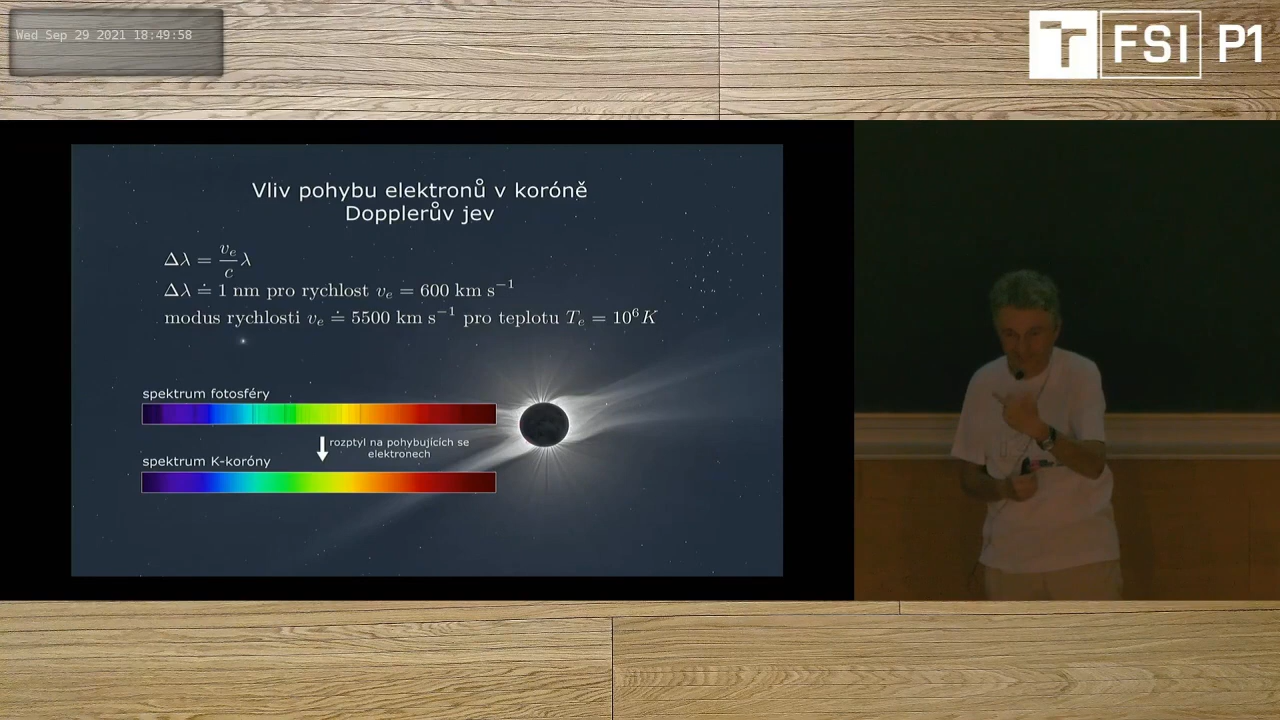 Wed Sep 29 2021 18:49:58
T FSI P1
Vliv pohybu elektronů v koróně
Dopplerův jev
Δλ = v_e/c λ
Δλ ≐ 1 nm pro rychlost v_e = 600 km s⁻¹
modus rychlosti v_e ≐ 5500 km s⁻¹ pro teplotu T_e = 10⁶K
spektrum fotosféry
rozptyl na pohybujících se
elektronech
spektrum K-koróny